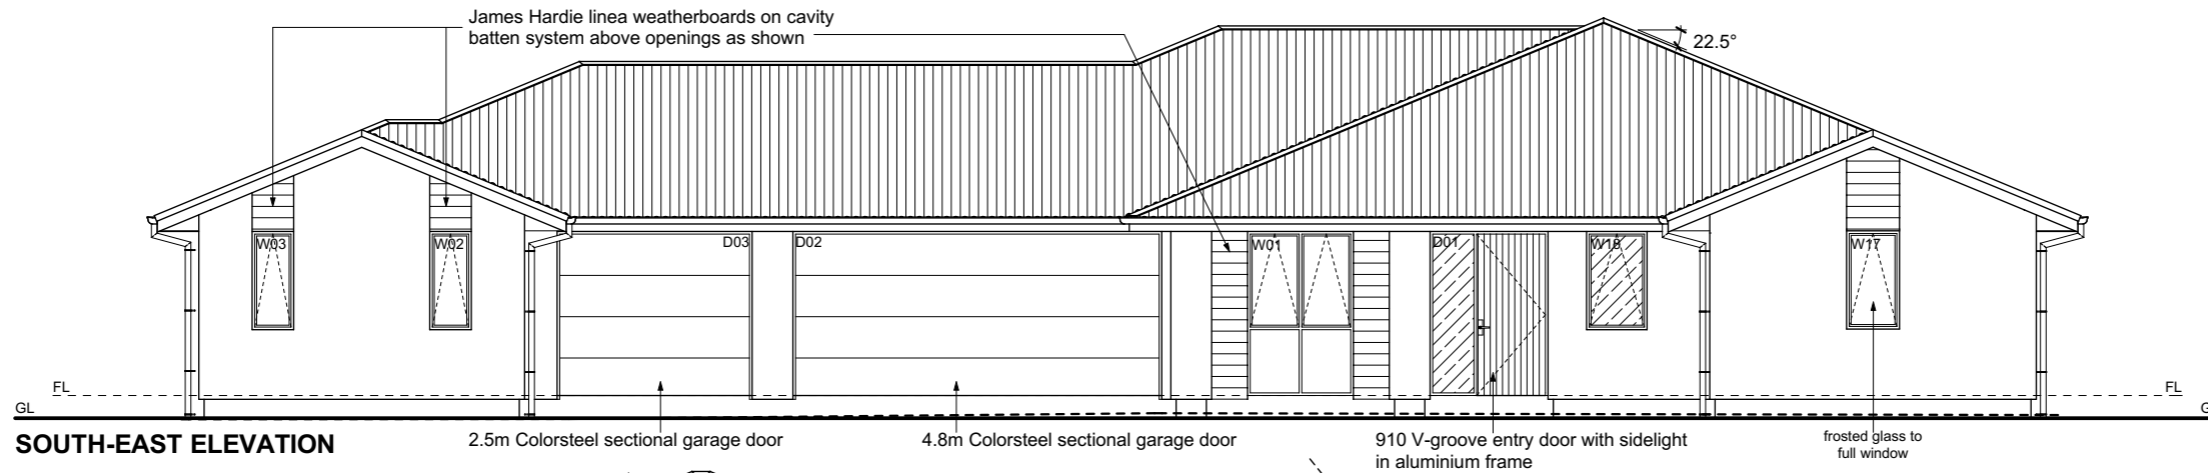 James Hardie linea weatherboards on cavity
batten system above openings as shown
22.5°
W03
W02
D03
D02
W01
D01
W18
W17
FL
FL
GL
G
SOUTH-EAST ELEVATION
2.5m Colorsteel sectional garage door
4.8m Colorsteel sectional garage door
910 V-groove entry door with sidelight
in aluminium frame
frosted glass to
full window